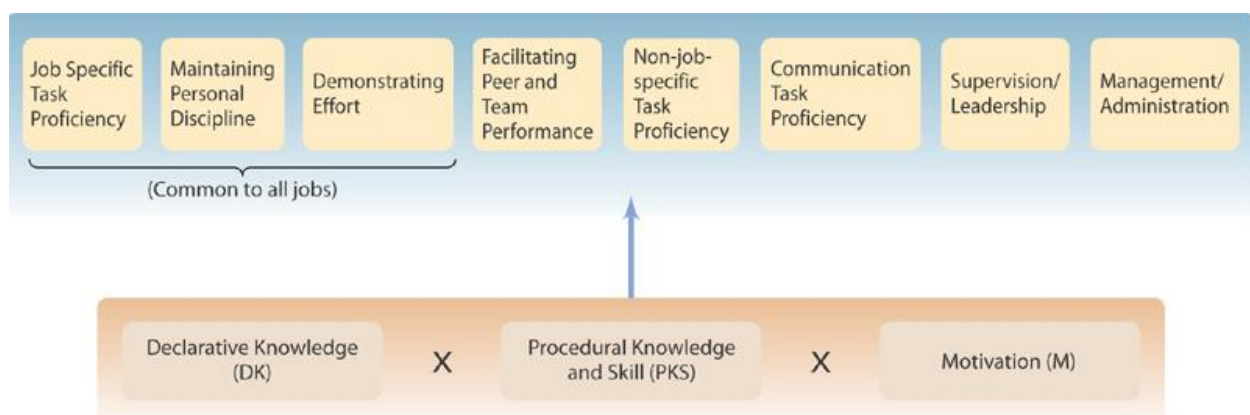 Job Specific
Task
Proficiency
Maintaining
Personal
Discipline
Demonstrating
Effort
Facilitating
Peer and
Team
Performance
Non-job-
specific
Task
Proficiency
Communication
Task
Proficiency
Supervision/
Leadership
Management/
Administration
(Common to all jobs)
Declarative Knowledge
(DK)
X
Procedural Knowledge
and Skill (PKS)
X
Motivation (M)